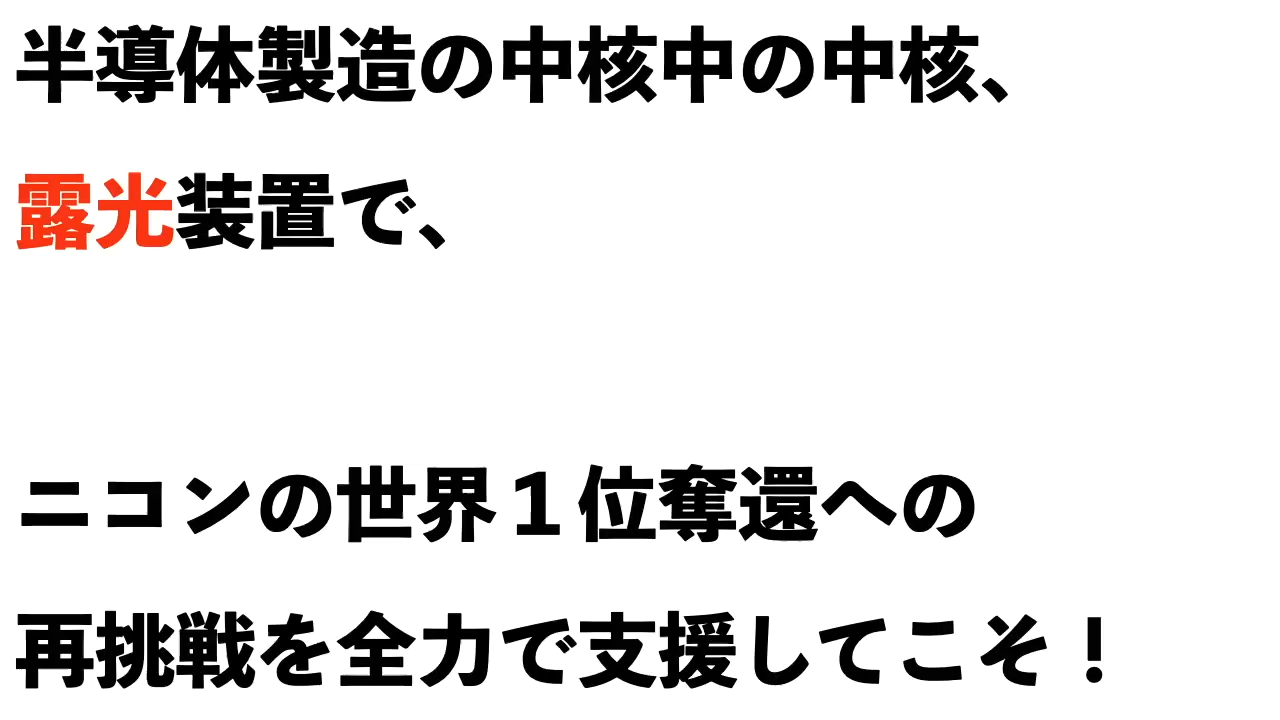 半導体製造の中核中の中核、
露光装置で、
ニコンの世界１位奪還への
再挑戦を全力で支援してこそ！